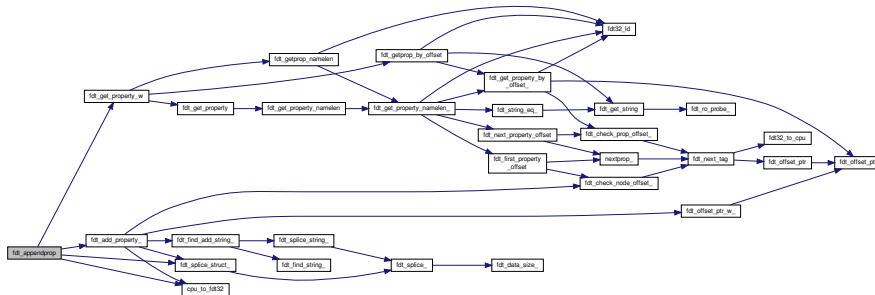 fdt32_ld
fdt_getprop_namelen
fdt_getprop_by_offset
fdt_get_property_by
_offset_
fdt_get_property_w
fdt_get_property
fdt_get_property_namelen
fdt_get_property_namelen_
fdt_string_eq_
fdt_get_string
fdt_ro_probe_
fdt_next_property_offset
fdt_check_prop_offset_
fdt32_to_cpu
fdt_first_property
_offset
nextprop_
fdt_next_tag
fdt_offset_ptr
fdt_offset_pt
fdt_check_node_offset_
fdt_offset_ptr_w_
fdt_appendprop
fdt_add_property_
fdt_find_add_string_
fdt_splice_string_
fdt_splice_struct_
fdt_find_string_
fdt_splice_
fdt_data_size_
cpu_to_fdt32